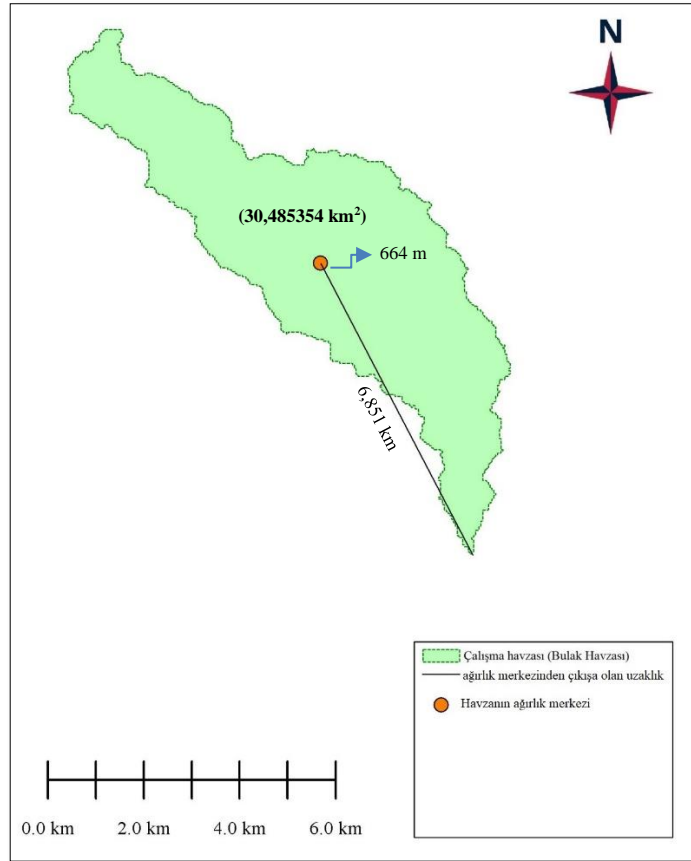 N
(30,485354 km²)
664 m
6,851 km
Çalışma havzası (Bulak Havzası)
ağırlık merkezinden çıkışa olan uzaklık
Havzanın ağırlık merkezi
0.0 km 2.0 km 4.0 km 6.0 km